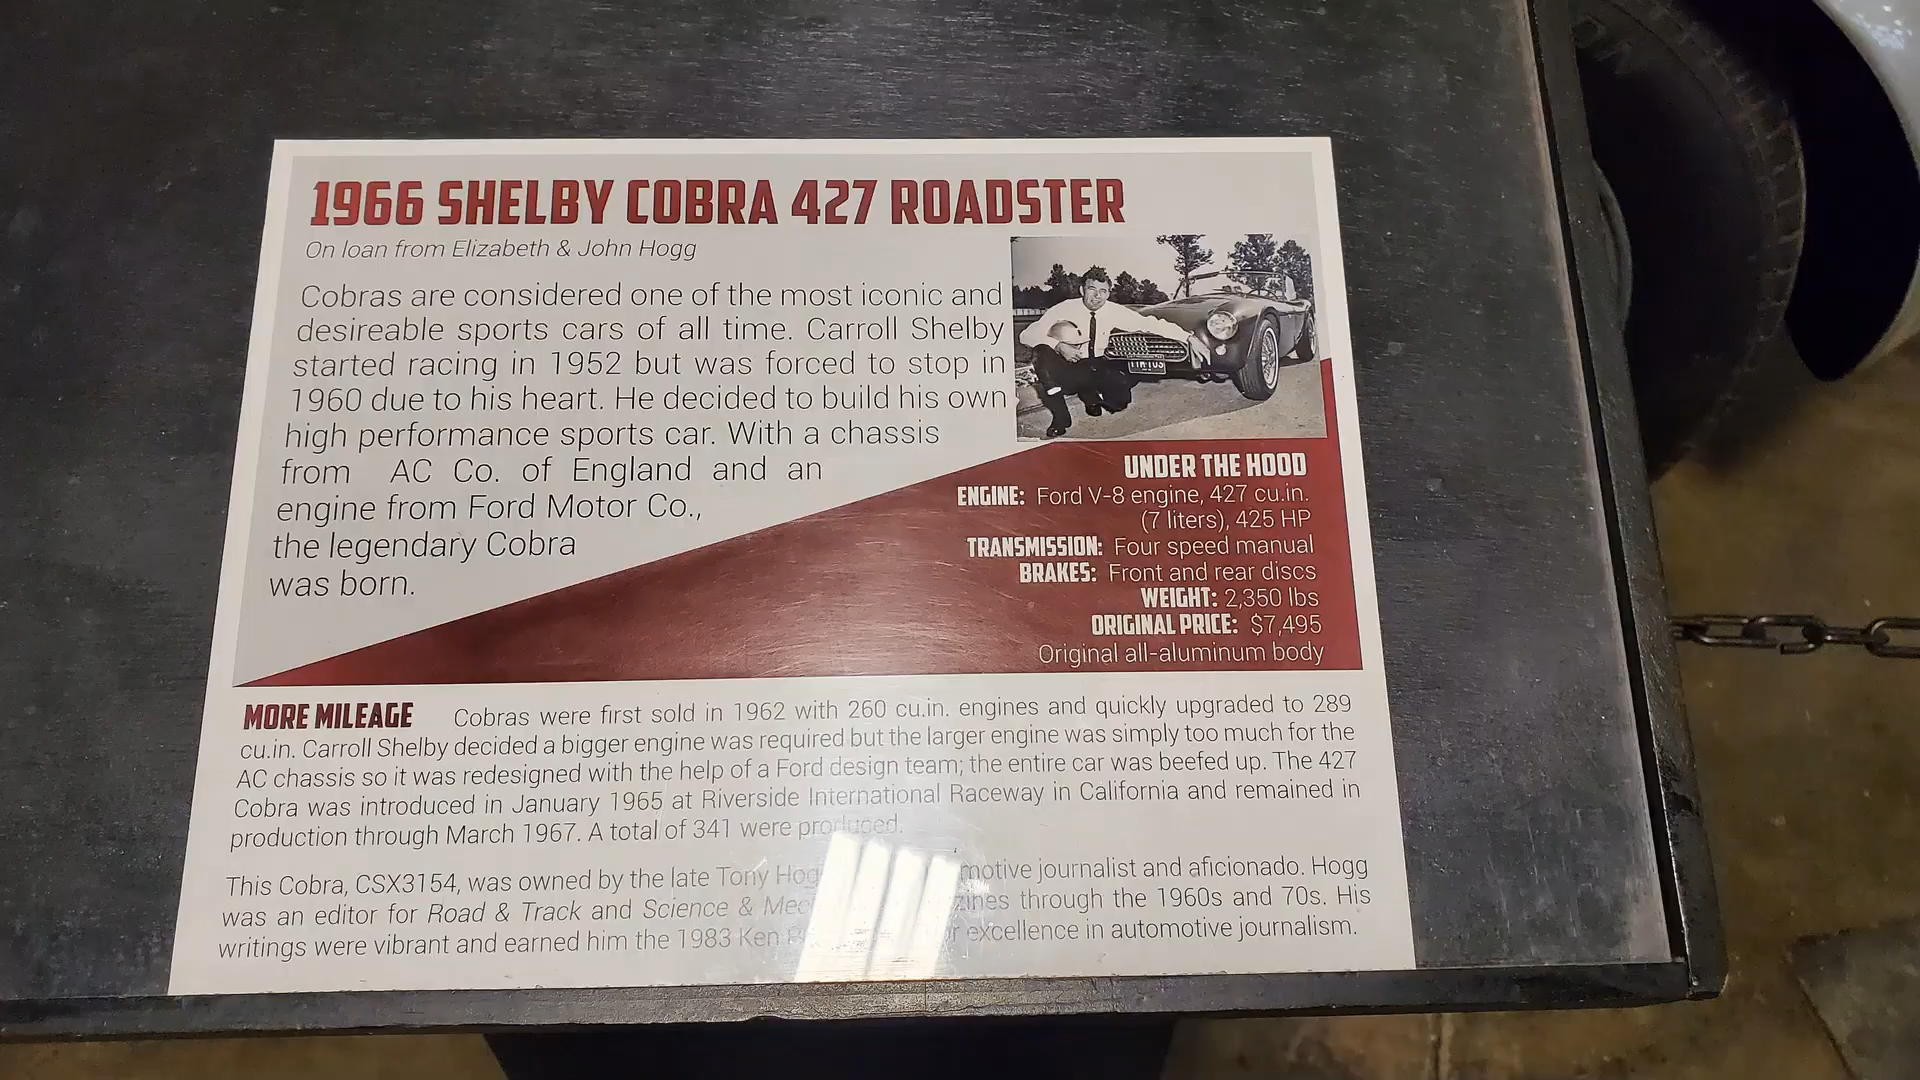 1966 SHELBY COBRA 427 ROADSTER
On loan from Elizabeth & John Hogg
Cobras are considered one of the most iconic and
desireable sports cars of all time. Carroll Shelby
started racing in 1952 but was forced to stop in
1960 due to his heart. He decided to build his own
high performance sports car. With a chassis
from AC Co. of England and an
engine from Ford Motor Co.,
the legendary Cobra
was born.
UNDER THE HOOD
ENGINE: Ford V-8 engine, 427 cu.in.
(7 liters), 425 HP
TRANSMISSION: Four speed manual
BRAKES: Front and rear discs
WEIGHT: 2,350 lbs
ORIGINAL PRICE: $7,495
Original all-aluminum body
MORE MILEAGE Cobras were first sold in 1962 with 260 cu.in. engines and quickly upgraded to 289
cu.in. Carroll Shelby decided a bigger engine was required but the larger engine was simply too much for the
AC chassis so it was redesigned with the help of a Ford design team; the entire car was beefed up. The 427
Cobra was introduced in January 1965 at Riverside International Raceway in California and remained in
production through March 1967. A total of 341 were produced.
This Cobra, CSX3154, was owned by the late Tony journalist and aficionado. Hogg
was an editor for Road & Track and Science & through the 1960s and 70s. His
writings were vibrant and earned him the 1983 Ken excellence in automotive journalism.